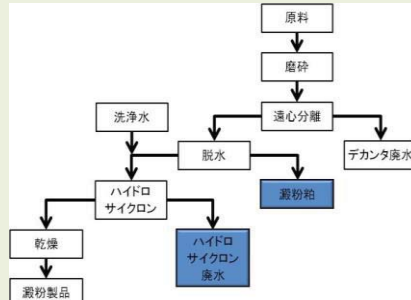 原料
磨砕
洗浄水
遠心分離
脱水
デカンタ廃水
ハイドロ
サイクロン
澱粉粕
乾燥
ハイドロ
サイクロン
廃水
澱粉製品